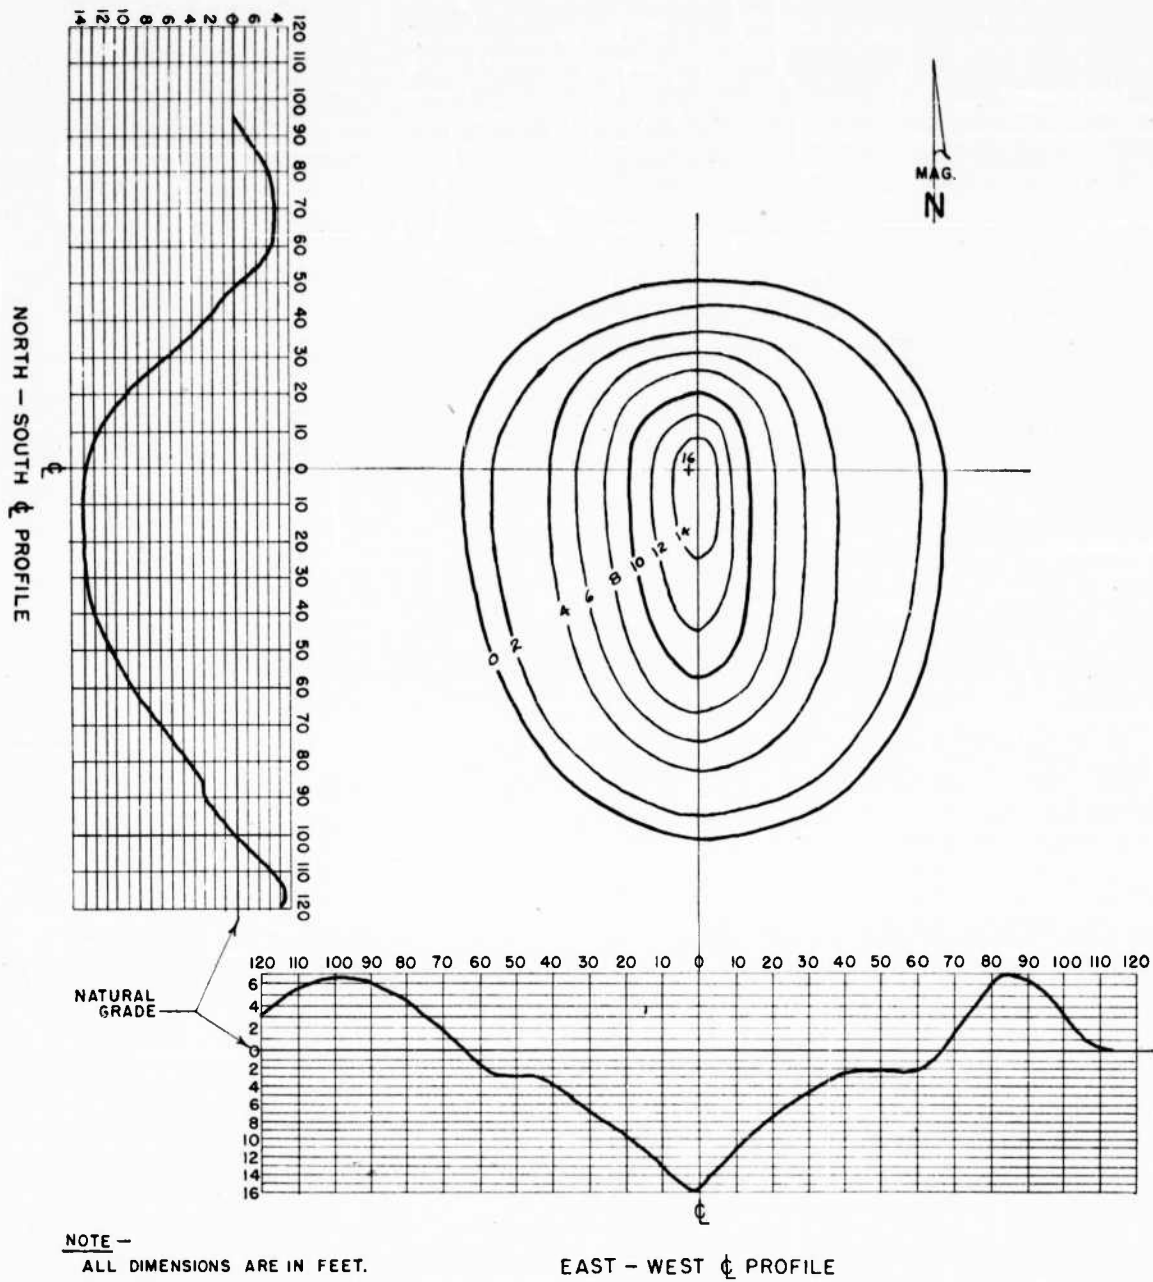 14 12 10 8 6 4 2 0 6 4
120 110 100 90 80 70 60 50 40 30 20 10 0 10 20 30 40 50 60 70 80 90 100 110 120
NORTH – SOUTH ℄ PROFILE
℄
MAG.
N
16
14
12
10
8
6
4
2
0
NATURAL
GRADE
120 110 100 90 80 70 60 50 40 30 20 10 0 10 20 30 40 50 60 70 80 90 100 110 120
6
4
2
0
2
4
6
8
10
12
14
16
℄
NOTE –
ALL DIMENSIONS ARE IN FEET.
EAST – WEST ℄ PROFILE